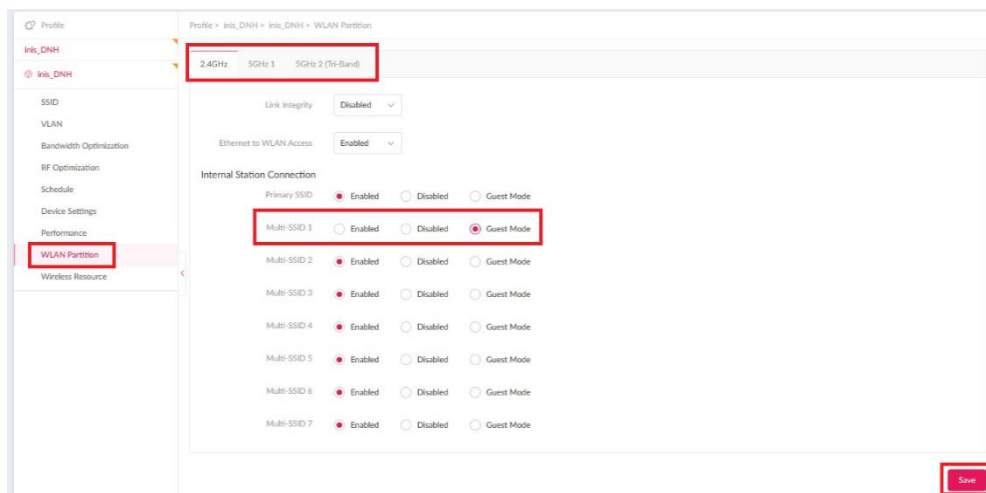 Profile
Profile > inis_DNH > inis_DNH > WLAN Partition
inis_DNH
inis_DNH
SSID
VLAN
Bandwidth Optimization
RF Optimization
Schedule
Device Settings
Performance
WLAN Partition
Wireless Resource
2.4GHz 5GHz 1 5GHz 2 (Tri-Band)
Link Integrity Disabled
Ethernet to WLAN Access Enabled
Internal Station Connection
Primary SSID Enabled Disabled Guest Mode
Multi-SSID 1 Enabled Disabled Guest Mode
Multi-SSID 2 Enabled Disabled Guest Mode
Multi-SSID 3 Enabled Disabled Guest Mode
Multi-SSID 4 Enabled Disabled Guest Mode
Multi-SSID 5 Enabled Disabled Guest Mode
Multi-SSID 6 Enabled Disabled Guest Mode
Multi-SSID 7 Enabled Disabled Guest Mode
Save